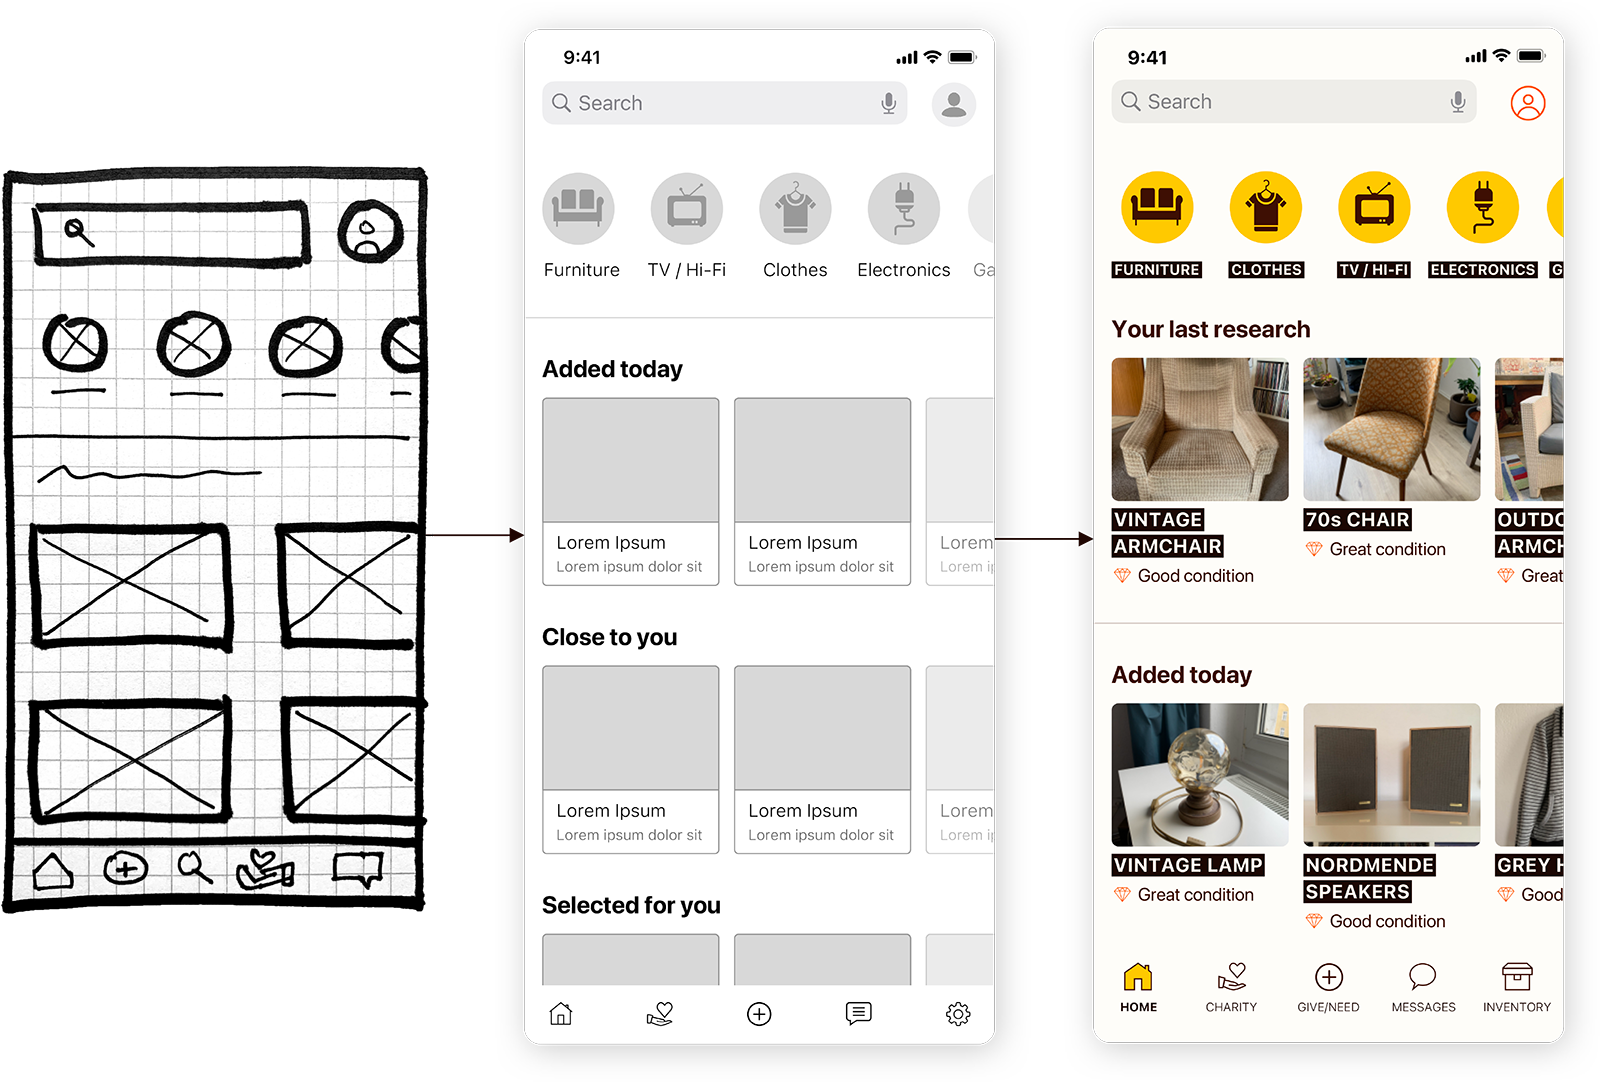 9:41
Search
Furniture
TV / Hi-Fi
Clothes
Electronics
Ga
Added today
Lorem Ipsum
Lorem ipsum dolor sit
Lorem Ipsum
Lorem ipsum dolor sit
Lorem
Lorem ip
Close to you
Lorem Ipsum
Lorem ipsum dolor sit
Lorem Ipsum
Lorem ipsum dolor sit
Lorem
Lorem ip
Selected for you
9:41
Search
FURNITURE
CLOTHES
TV / HI-FI
ELECTRONICS
G
Your last research
VINTAGE
ARMCHAIR
Good condition
70s CHAIR
Great condition
OUTDO
ARMCH
Great
Added today
VINTAGE LAMP
Great condition
NORDMENDE
SPEAKERS
Good condition
GREY H
Good
HOME
CHARITY
GIVE/NEED
MESSAGES
INVENTORY